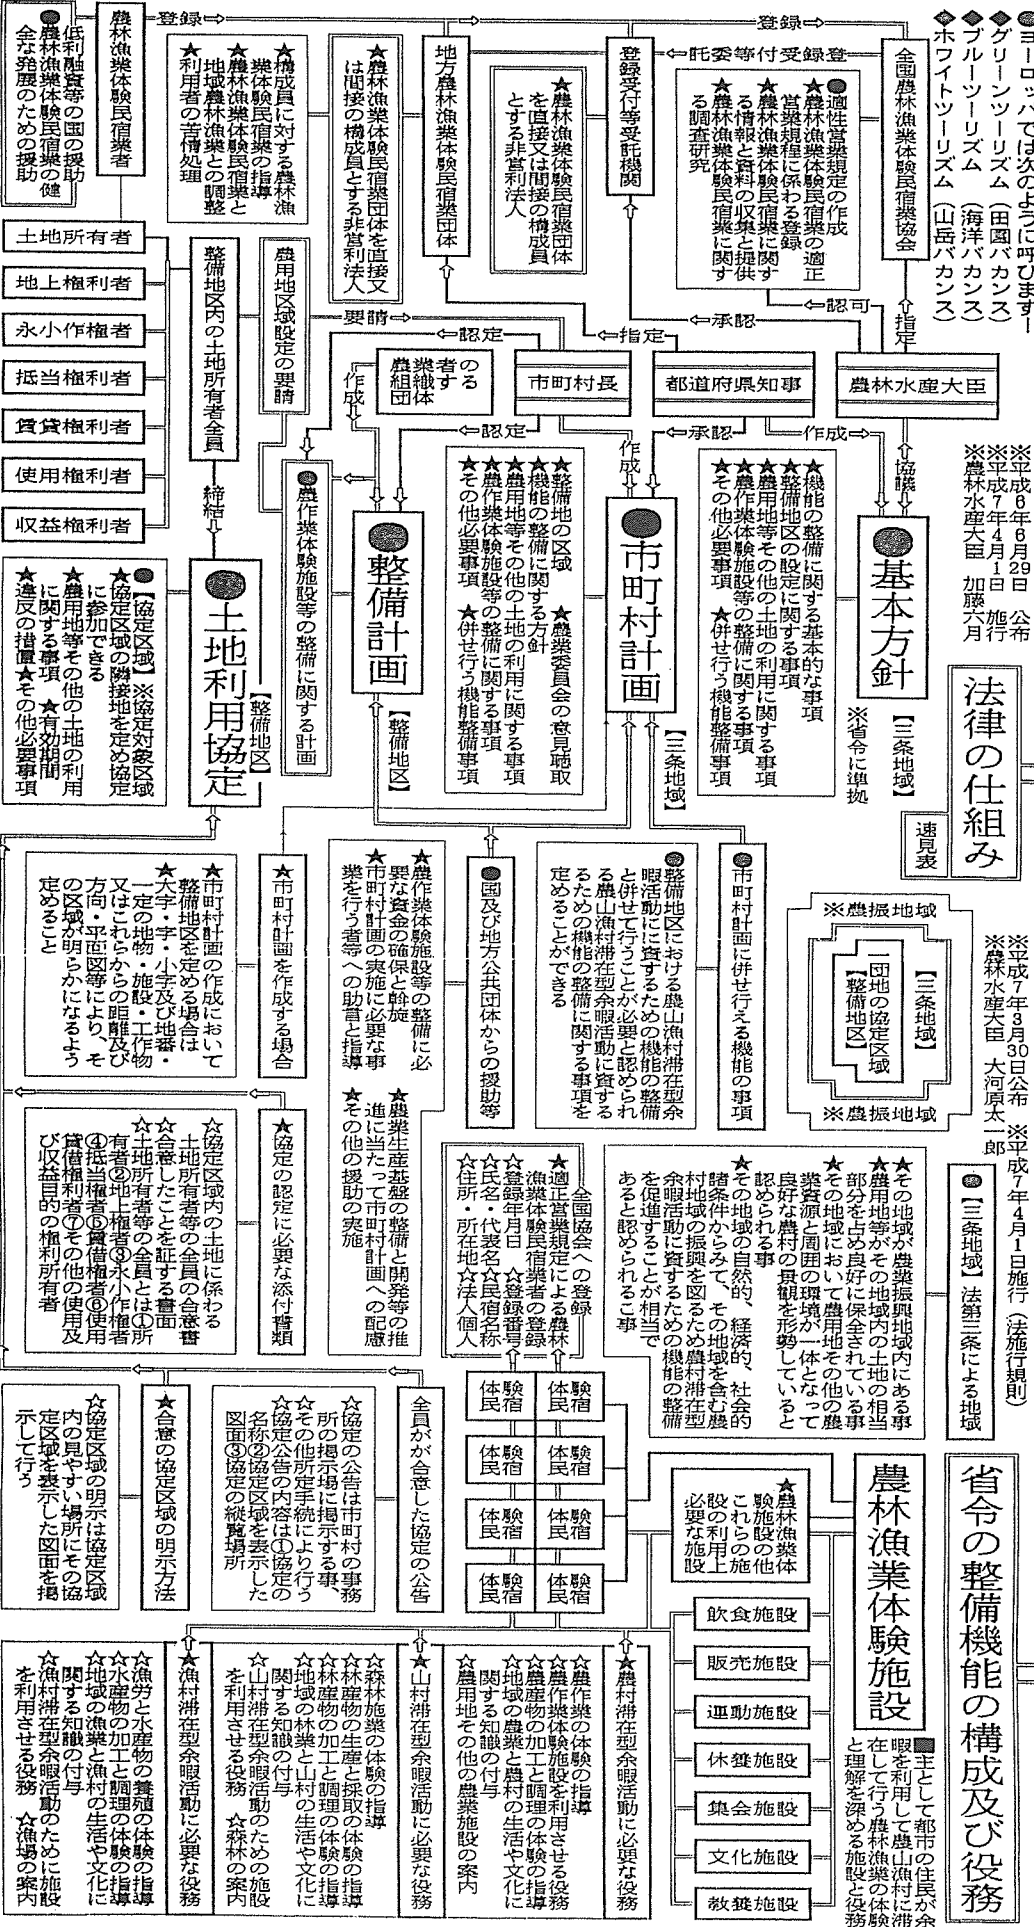 ●ヨーロッパでは次のように呼びます!
◆グリーンツーリズム（田園バカンス）
◆ブルーツーリズム（海洋バカンス）
◆ホワイトツーリズム（山岳バカンス）
全国農林漁業体験民宿業協会
登録
登録受付等委託
●適性営業規定の作成
★農林漁業体験民宿業の適正
営業規程に係わる登録
★農林漁業体験民宿業に関す
る情報と資料の収集と提供
★農林漁業体験民宿業に関す
る調査研究
登録受付等受託機関
★農林漁業体験民宿業団体
を直接又は間接の構成員
とする非営利法人
地方農林漁業体験民宿業団体
★農林漁業体験民宿業団体を直接又
は間接の構成員とする非営利法人
★構成員に対する農林漁
業体験民宿業の指導
★農林漁業体験民宿業と
地域農林漁業との調整
★利用者の苦情処理
登録
農林漁業体験民宿業者
低利融資等の国の援助
●農林漁業体験民宿業の健
全な発展のための援助
指定
認可
承認
指定
認定
要請
農林水産大臣
都道府県知事
市町村長
農業者の
組織する
団体
作成
農用地区域設定の要請
整備地区内の土地所有者全員
土地所有者
地上権利者
永小作権者
抵当権利者
賃貸権利者
使用権利者
収益権利者
締結
※平成6年6月29日 公布
※平成7年4月1日 施行
※農林水産大臣 加藤六月
協議
作成
承認
作成
認定
●基本方針
【三条地域】
※省令に準拠
★機能の整備に関する基本的な事項
★整備地区の設定に関する事項
★農用地等その他の土地の利用に関する事項
★農作業体験施設等の整備に関する事項
★その他必要事項 ★併せ行う機能整備事項
●市町村計画
【三条地域】
★整備地の区域 ★農業委員会の意見聴取
★機能の整備に関する方針
★農用地等その他の土地の利用に関する事項
★農作業体験施設等の整備に関する事項
★その他必要事項 ★併せ行う機能整備事項
●整備計画
【整備地区】
●農作業体験施設等の整備に関する計画
●土地利用協定
【整備地区】
●【協定区域】※協定対象区域
★協定区域の隣接地を定め協定
に参加できる
★農用地等その他の土地の利用
に関する事項 ★有効期間
★違反の措置★その他必要事項
法律の仕組み
速見表
※平成7年3月30日公布 ※平成7年4月1日施行（法施行規則）
※農林水産大臣 大河原太一郎
※農振地域
【三条地域】
一団地の協定区域
【整備地区】
※農振地域
●市町村計画に併せ行える機能の事項
●整備地区における農山漁村滞在型余
暇活動に資するための機能の整備
と併せて行うことが必要と認められ
る農山漁村滞在型余暇活動に資する
るための機能の整備に関する事項を
定めることができる
●国及び地方公共団体からの援助等
★農作業体験施設等の整備に必
要な資金の確保と斡旋
★市町村計画の実施に必要な事
業を行う者等への助言と指導
★農業生産基盤の整備と開発等の推
進に当たって市町村計画への配慮
★その他の援助の実施
★市町村計画を作成する場合
★市町村計画の作成において
整備地区を定める場合は
★大字・字・小字及び地番・
一定の地物・施設・工作物
又はこれらからの距離及び
方向・平面図等により、そ
の区域が明らかになるよう
定めること
★協定の認定に必要な添付書類
☆協定区域内の土地に係わる
土地所有者等の全員の合意書
☆合意したことを証する書面
☆土地所有者等の全員とは①所
有者②地上権者③永小作権者
④抵当権者⑤賃借権者⑥使用
貸借権利者⑦その他の使用及
び収益目的の権利所有者
●【三条地域】法第三条による地域
★その地域が農業振興地域内にある事
★農用地等がその地域内の土地の相当
部分を占め良好に保全されている事
★その地域において農用地その他の農
業資源と周囲の環境が一体となって
良好な農村の景観を形勢していると
認められる事
★その地域の自然的、経済的、社会的
諸条件からみて、その地域を含む農
村地域の振興を図るため農村滞在型
余暇活動に資するための機能の整備
を促進することが相当で
あると認められるこ事
全国協会への登録
★適正営業規定による農林
漁業体験民宿業者の登録
☆登録年月日 ☆登録番号
☆氏名・代表名☆民宿名称
☆住所・所在地☆法人個人
体験民宿
体験民宿
体験民宿
体験民宿
体験民宿
体験民宿
体験民宿
体験民宿
全員がが合意した協定の公告
☆協定の公告は市町村の事務
所の掲示場に掲示する事、
その他所定手続により行う
☆協定公告の内容は①協定の
名称②協定区域を表示した
図面③協定の縦覧場所
★合意の協定区域の明示方法
☆協定区域の明示は協定区域
内の見やすい場所にその協
定区域を表示した図面を掲
示して行う
省令の整備機能の構成及び役務
■主として都市の住民が余
暇を利用して農山漁村に滞
在して行う農林漁業の体験
と理解を深める施設と役務
農林漁業体験施設
★農林漁業体
験施設の他
これらの施
設の利用上
必要な施設
飲食施設
販売施設
運動施設
休養施設
集会施設
文化施設
教養施設
★農村滞在型余暇活動に必要な役務
☆農作業の体験の指導
☆農作業体験施設を利用させる役務
☆農産物の加工と調理の体験の指導
☆地域の農業と農村の生活や文化に
関する知識の付与
☆農用地その他の農業施設の案内
★山村滞在型余暇活動に必要な役務
☆森林施業の体験の指導
☆林産物の生産と採取の体験の指導
☆林産物の加工と調理の体験の指導
☆地域の林業と山村の生活や文化に
関する知識の付与
☆山村滞在型余暇活動のための施設
を利用させる役務 ☆森林の案内
★漁村滞在型余暇活動に必要な役務
☆漁労と水産物の養殖の体験の指導
☆水産物の加工と調理の体験の指導
☆地域の漁業と漁村の生活や文化に
関する知識の付与
☆漁村滞在型余暇活動のために施設
を利用させる役務 ☆漁場の案内